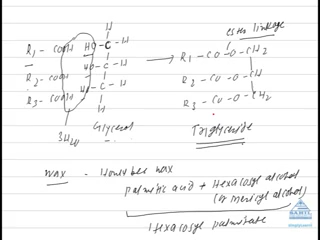 H
ester linkage
R1 - COOH HO - C - H
R1 - CO - O - CH2
R2 - COOH HO - C - H
R2 - CO - O - CH
R3 - COOH HO - C - H
R3 - CO - O - CH2
H
3H2O
Glycerol
Triglyceride
wax - Honey bee wax
palmitic acid + Hexacosyl alcohol
(or mericyl alcohol)
Hexacosyl palmitate